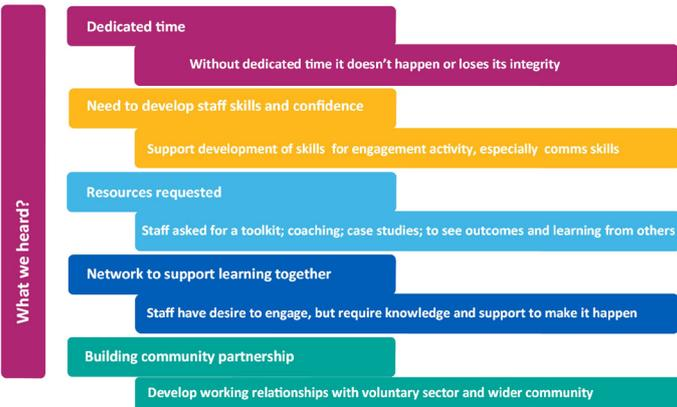 What we heard?
Dedicated time
Without dedicated time it doesn't happen or loses its integrity
Need to develop staff skills and confidence
Support development of skills for engagement activity, especially comms skills
Resources requested
Staff asked for a toolkit; coaching; case studies; to see outcomes and learning from others
Network to support learning together
Staff have desire to engage, but require knowledge and support to make it happen
Building community partnership
Develop working relationships with voluntary sector and wider community